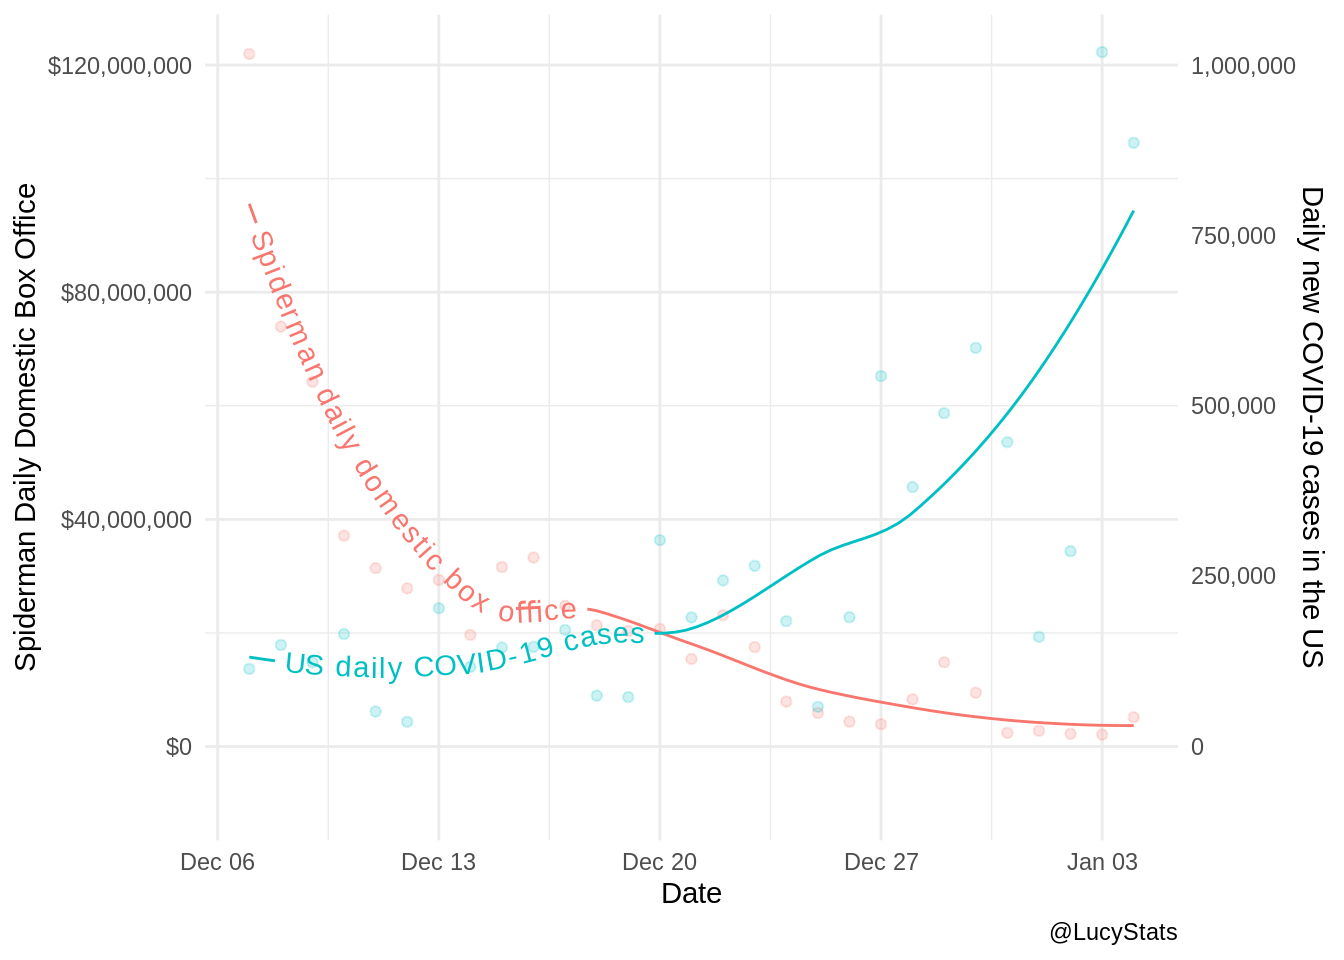 $120,000,000
$80,000,000
$40,000,000
$0
Spiderman Daily Domestic Box Office
Spiderman daily domestic box office
US daily COVID-19 cases
1,000,000
750,000
500,000
250,000
0
Daily new COVID-19 cases in the US
Dec 06
Dec 13
Dec 20
Dec 27
Jan 03
Date
@LucyStats